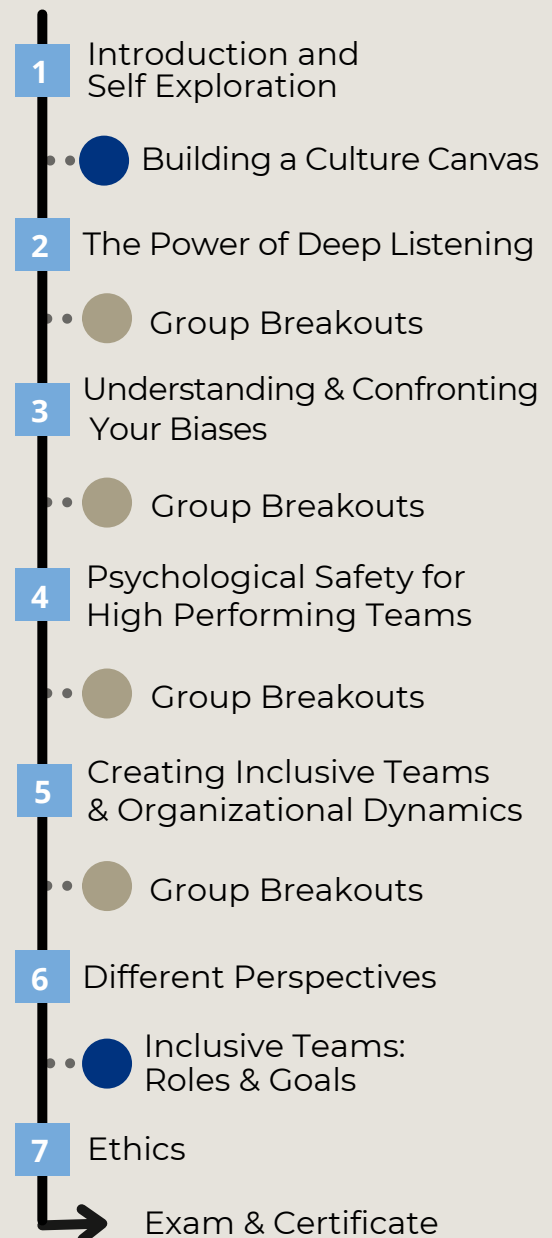 1
Introduction and
Self Exploration
Building a Culture Canvas
2
The Power of Deep Listening
Group Breakouts
3
Understanding & Confronting
Your Biases
Group Breakouts
4
Psychological Safety for
High Performing Teams
Group Breakouts
5
Creating Inclusive Teams
& Organizational Dynamics
Group Breakouts
6
Different Perspectives
Inclusive Teams:
Roles & Goals
7
Ethics
Exam & Certificate